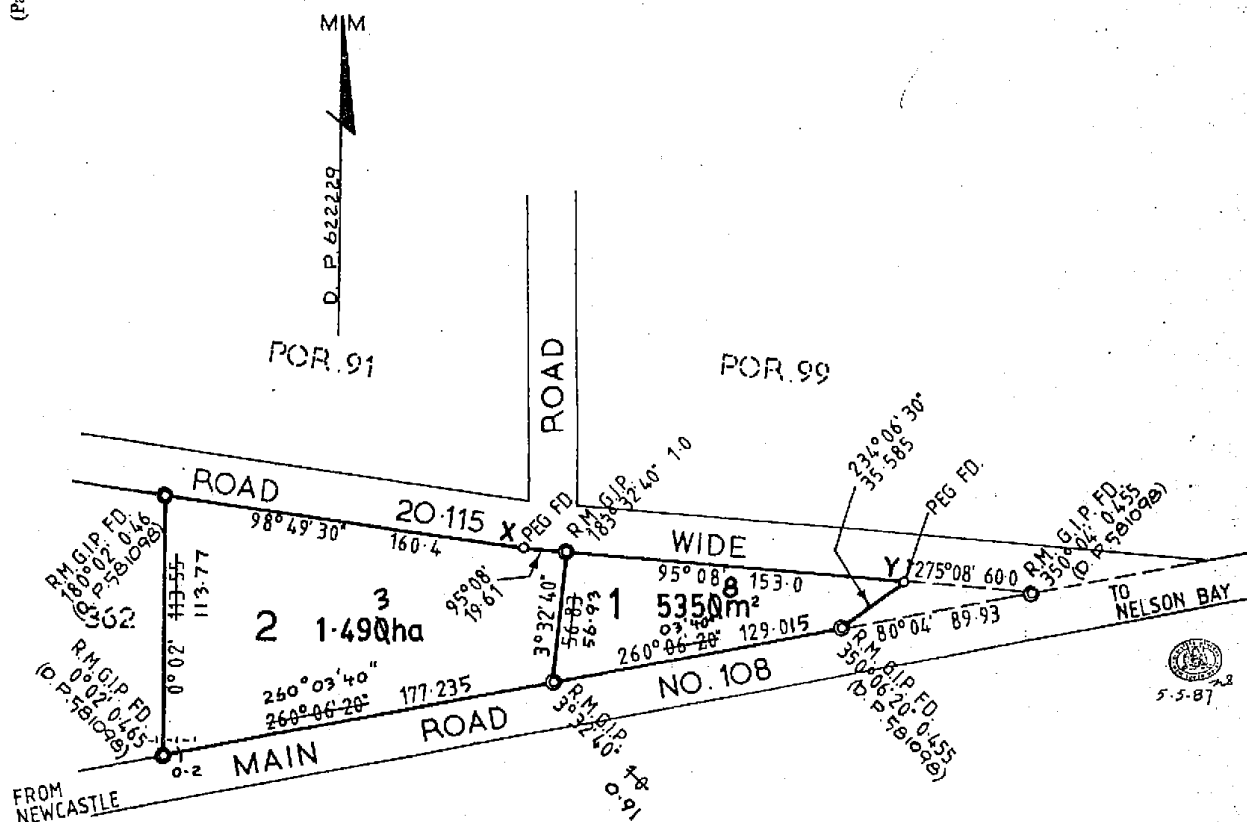 (Pa
M M
D. P. 622229
POR. 91
POR. 99
ROAD
ROAD
20·115
WIDE
98° 49' 30"
160·4
X
PEG FD.
R.M. G.I.P.
183° 32' 40" 1·0
95° 08'
19·61
95° 08' 153·0
Y
PEG FD.
234° 06' 30"
35·585
275° 08' 60·0
R.M. G.I.P. FD.
350° 04' 0·455
(D. P. 581098)
R.M. G.I.P. FD.
180° 02' 0·46
(D. P. 581098)
362
0° 02'
113·55
113·77
2
1·490ha
3
3° 32' 40"
56·83
56·93
1
5350m²
8
260° 03' 40"
260° 06' 20"
177·235
03' 40"
260° 06' 20" 129·015
80° 04' 89·93
TO
NELSON BAY
R.M. G.I.P. FD.
0° 02' 0·465
(D. P. 581098)
R.M. G.I.P.
3° 32' 40"
0·91
R.M. G.I.P. FD.
350° 06' 20" 0·455
(D. P. 581098)
0·2
MAIN ROAD NO. 108
FROM
NEWCASTLE
5·5·87